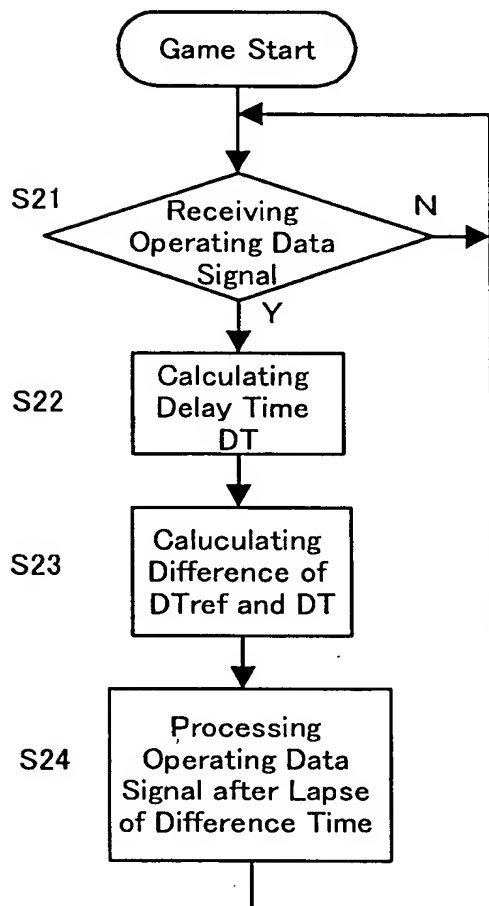 Game Start
S21
Receiving
N
Operating Data
Signal
Y
S22
Calculating
Delay Time
DT
S23
Caluculating
Difference of
DTref and DT
S24
Processing
Operating Data
Signal after Lapse
of Difference Time